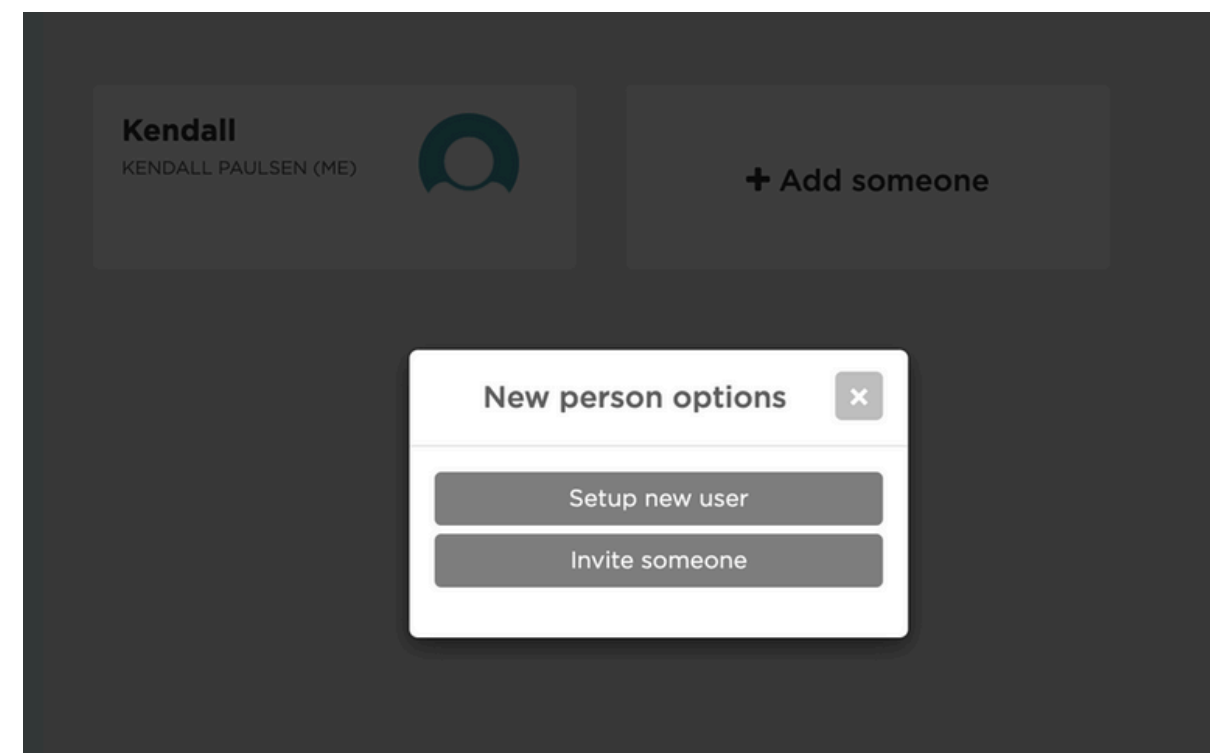 Kendall
KENDALL PAULSEN (ME)
+ Add someone
New person options
Setup new user
Invite someone